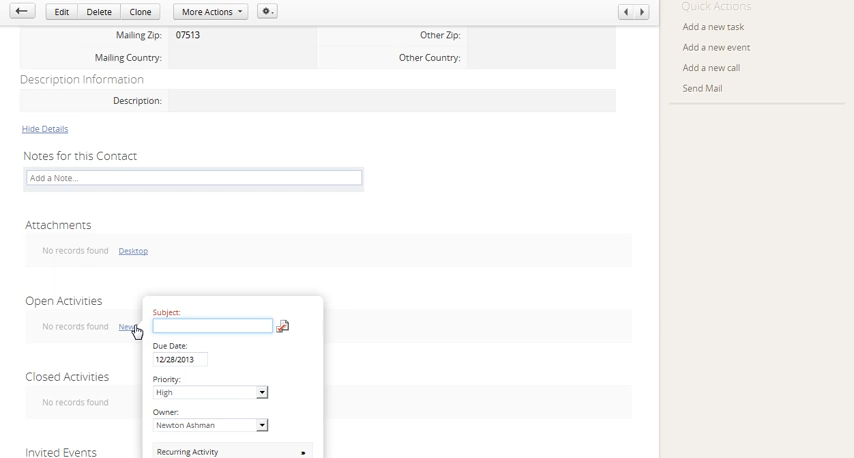 Edit Delete Clone More Actions
Quick Actions
Mailing Zip: 07513 Other Zip:
Add a new task
Mailing Country: Other Country:
Add a new event
Description Information
Add a new call
Send Mail
Description:
Hide Details
Notes for this Contact
Add a Note...
Attachments
No records found Desktop
Open Activities
No records found New
Subject:
Due Date:
12/28/2013
Priority:
High
Owner:
Newton Ashman
Recurring Activity »
Closed Activities
No records found
Invited Events